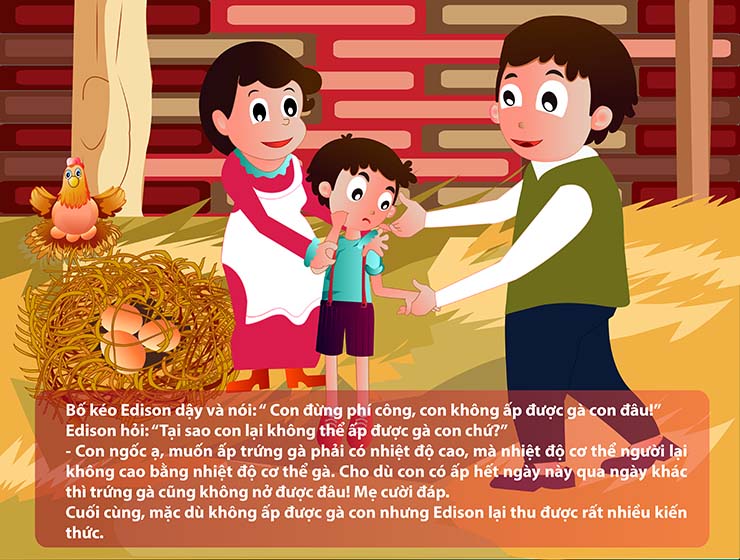 Bố kéo Edison dậy và nói: “ Con đừng phí công, con không ấp được gà con đâu!”
Edison hỏi: “Tại sao con lại không thể ấp được gà con chứ?”
- Con ngốc ạ, muốn ấp trứng gà phải có nhiệt độ cao, mà nhiệt độ cơ thể người lại
không cao bằng nhiệt độ cơ thể gà. Cho dù con có ấp hết ngày này qua ngày khác
thì trứng gà cũng không nở được đâu! Mẹ cười đáp.
Cuối cùng, mặc dù không ấp được gà con nhưng Edison lại thu được rất nhiều kiến
thức.